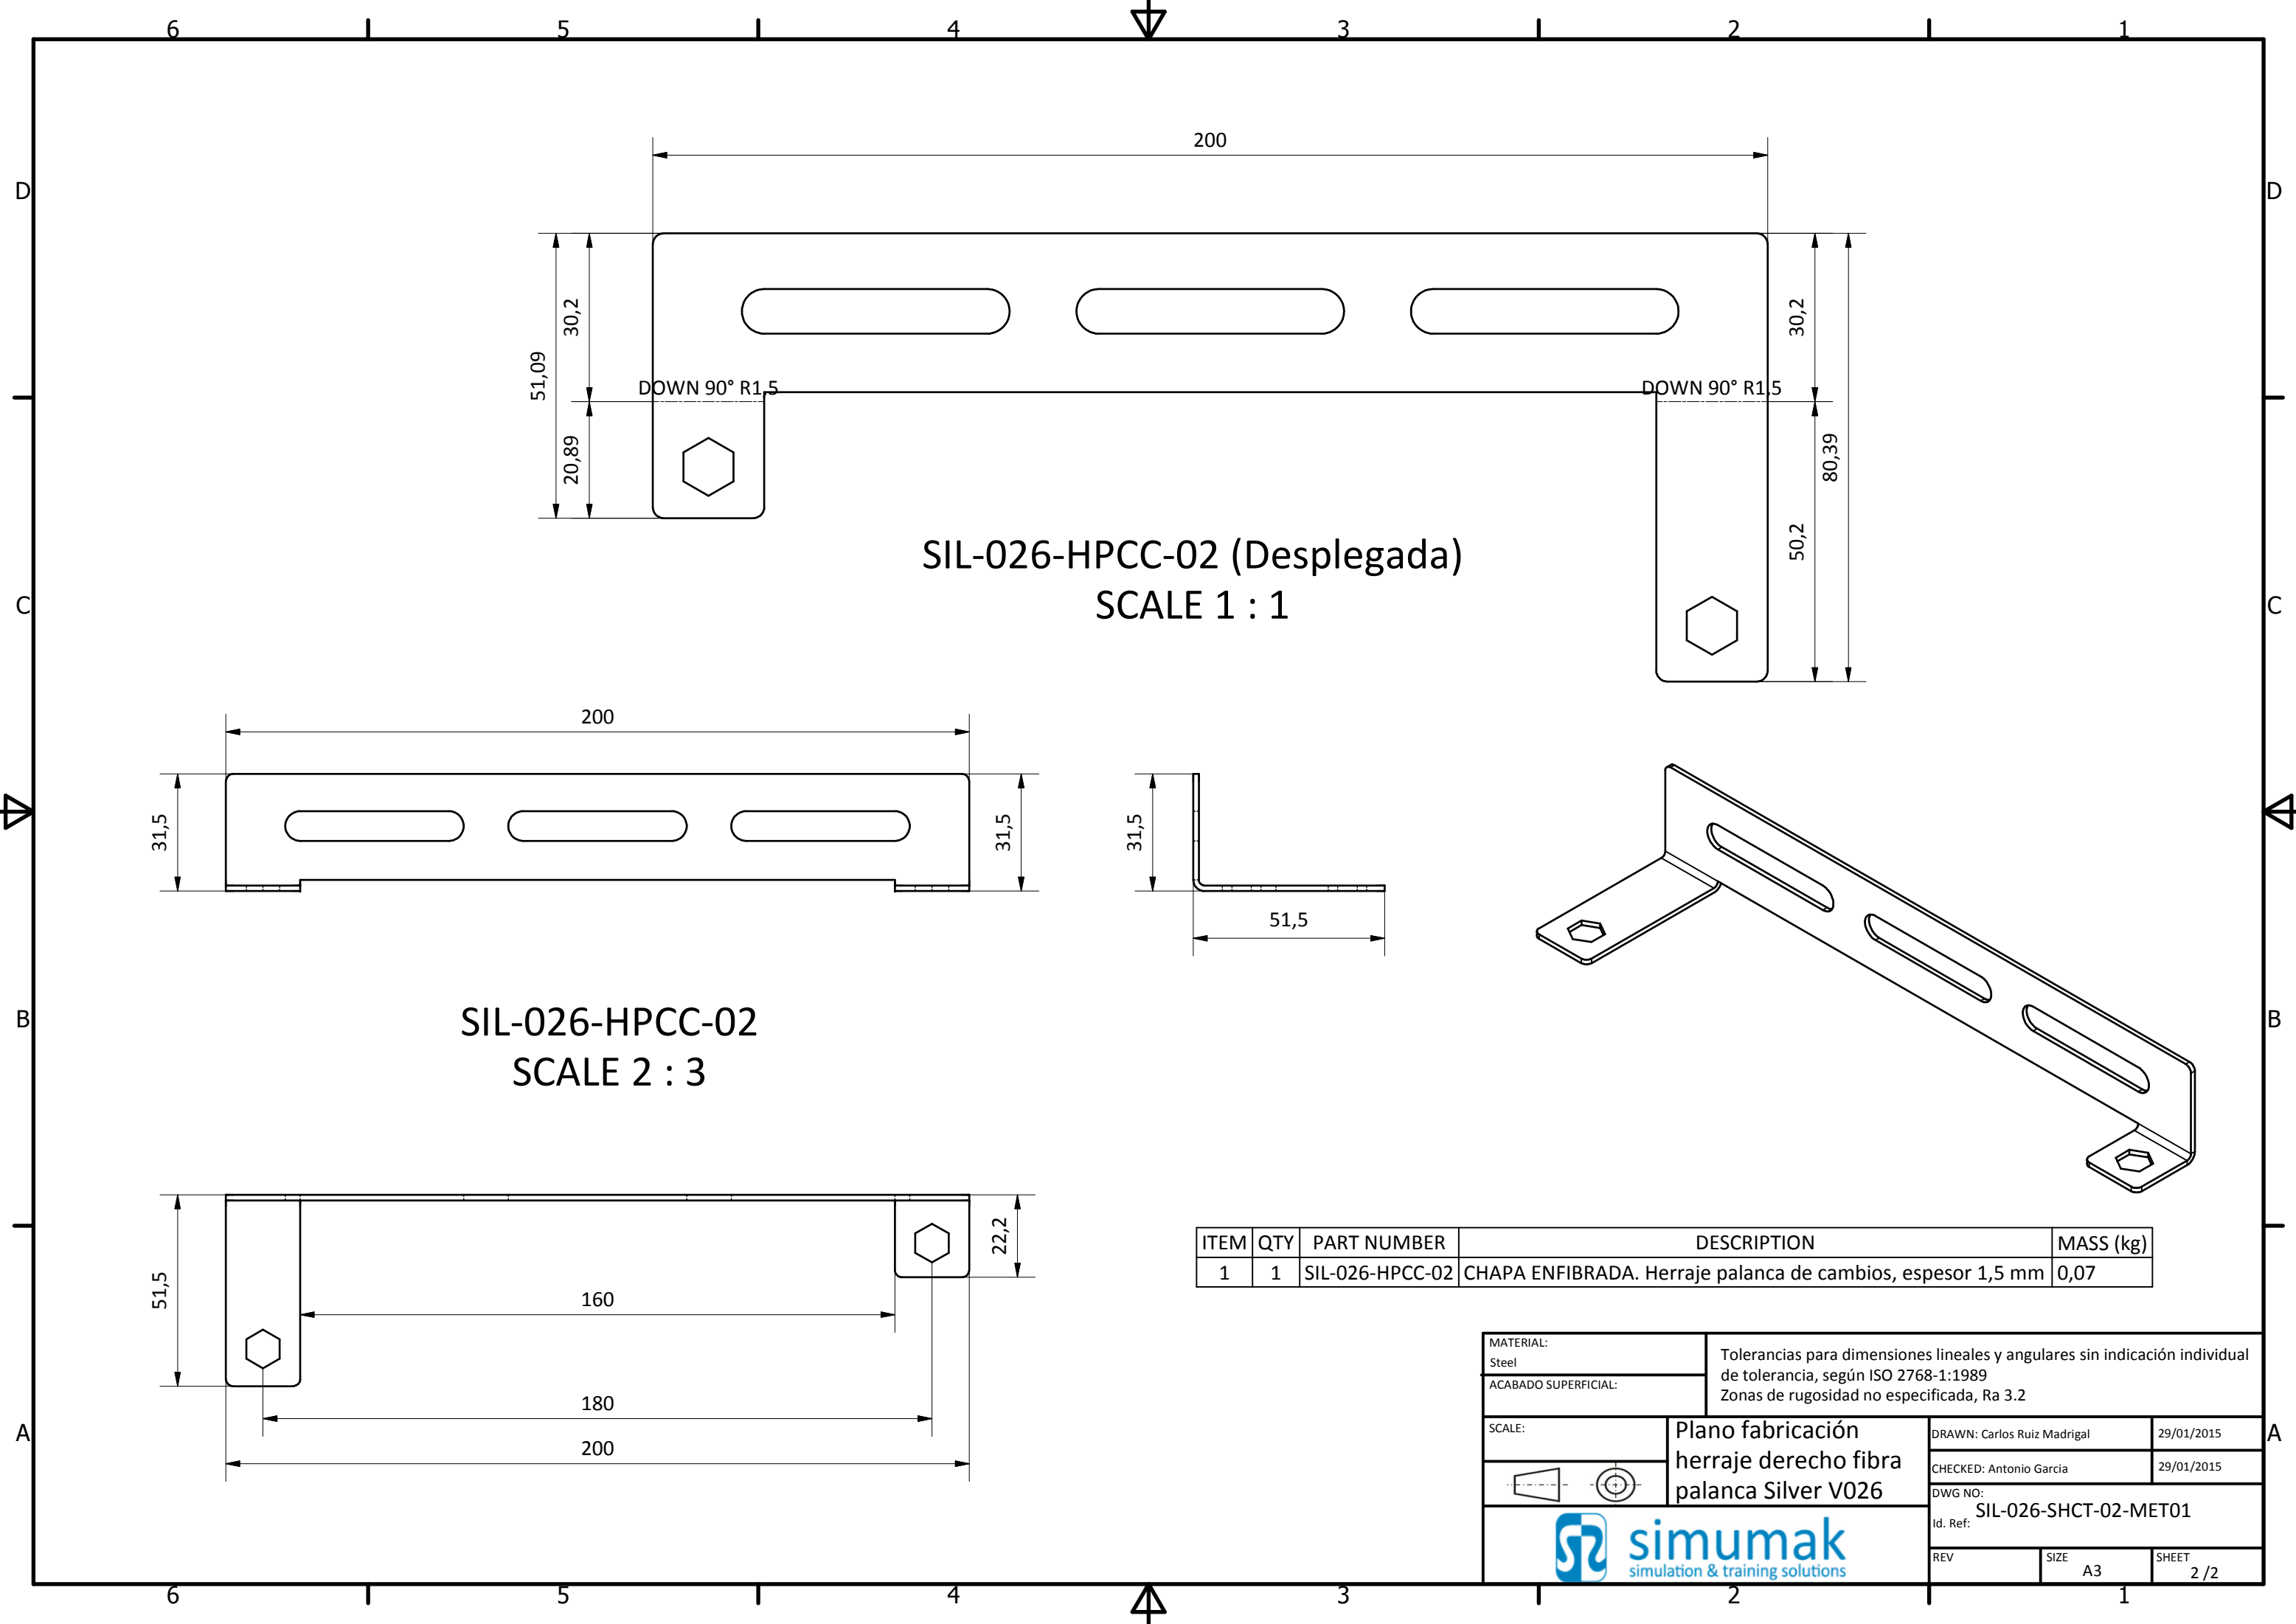 6 5 4 3 2 1
D D
200
51,09
30,2
20,89
DOWN 90° R1,5
DOWN 90° R1,5
30,2
50,2
80,39
SIL-026-HPCC-02 (Desplegada)
SCALE 1 : 1
C C
200
31,5
31,5
31,5
51,5
SIL-026-HPCC-02
SCALE 2 : 3
B B
51,5
22,2
160
180
200
ITEM QTY PART NUMBER DESCRIPTION MASS (kg)
1 1 SIL-026-HPCC-02 CHAPA ENFIBRADA. Herraje palanca de cambios, espesor 1,5 mm 0,07
MATERIAL:
Steel
ACABADO SUPERFICIAL:
Tolerancias para dimensiones lineales y angulares sin indicación individual
de tolerancia, según ISO 2768-1:1989
Zonas de rugosidad no especificada, Ra 3.2
SCALE:
Plano fabricación
herraje derecho fibra
palanca Silver V026
DRAWN: Carlos Ruiz Madrigal 29/01/2015
CHECKED: Antonio Garcia 29/01/2015
DWG NO:
SIL-026-SHCT-02-MET01
Id. Ref:
simumak
simulation & training solutions
REV
SIZE
A3
SHEET
2 /2
A A
6 5 4 3 2 1